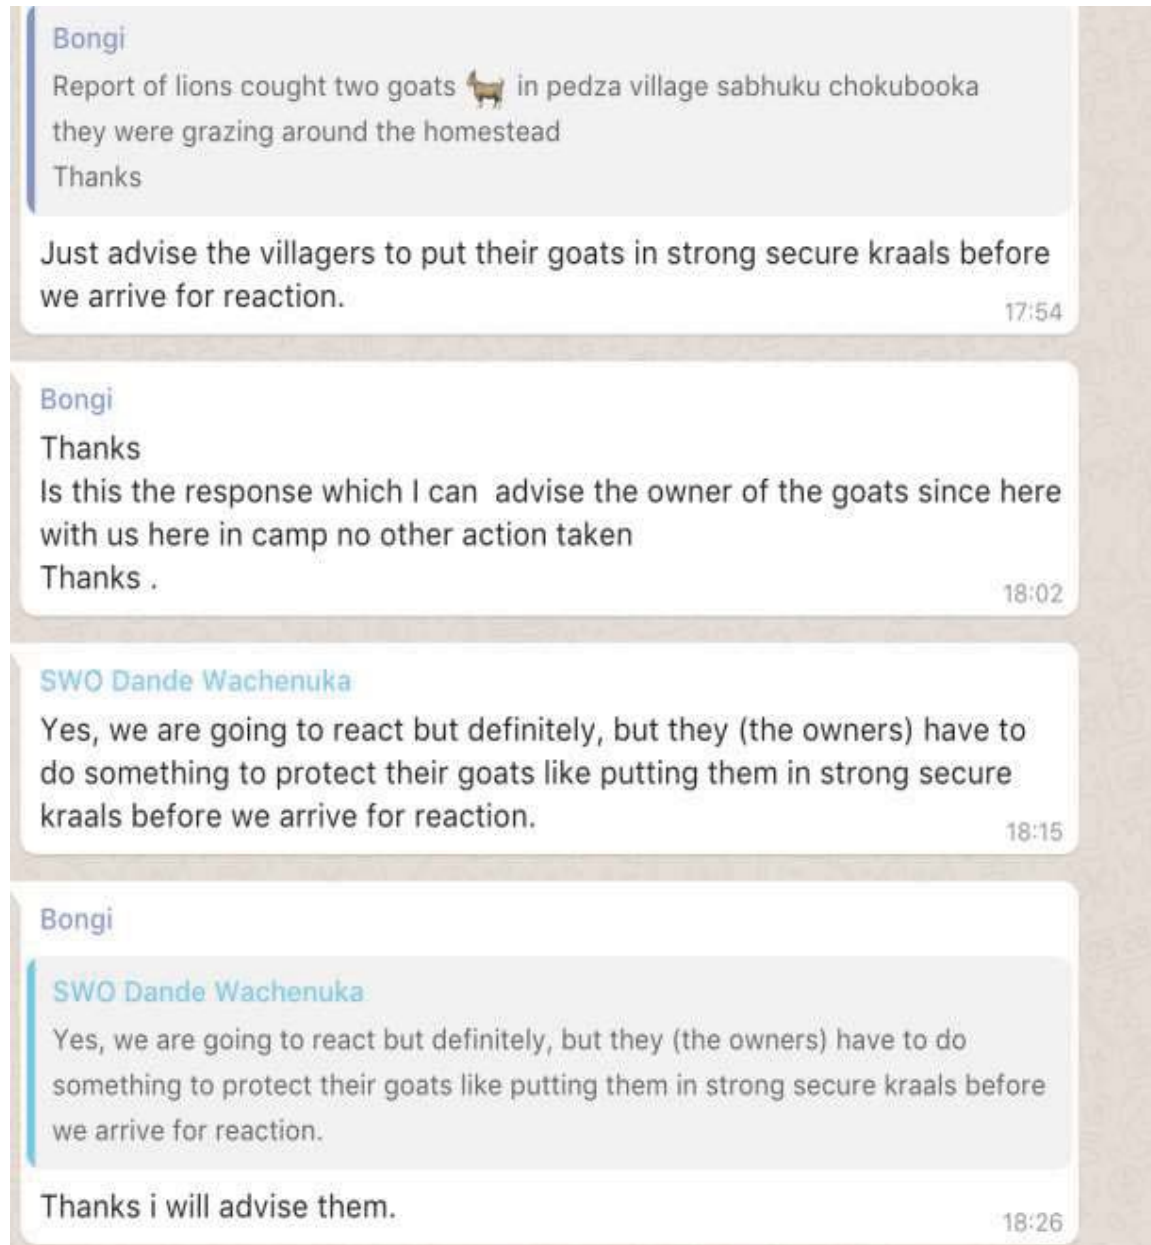 Bongi
Report of lions cought two goats 🐐 in pedza village sabhuku chokubooka
they were grazing around the homestead
Thanks
Just advise the villagers to put their goats in strong secure kraals before
we arrive for reaction.
17:54
Bongi
Thanks
Is this the response which I can  advise the owner of the goats since here
with us here in camp no other action taken
Thanks .
18:02
SWO Dande Wachenuka
Yes, we are going to react but definitely, but they (the owners) have to
do something to protect their goats like putting them in strong secure
kraals before we arrive for reaction.
18:15
Bongi
SWO Dande Wachenuka
Yes, we are going to react but definitely, but they (the owners) have to do
something to protect their goats like putting them in strong secure kraals before
we arrive for reaction.
Thanks i will advise them.
18:26